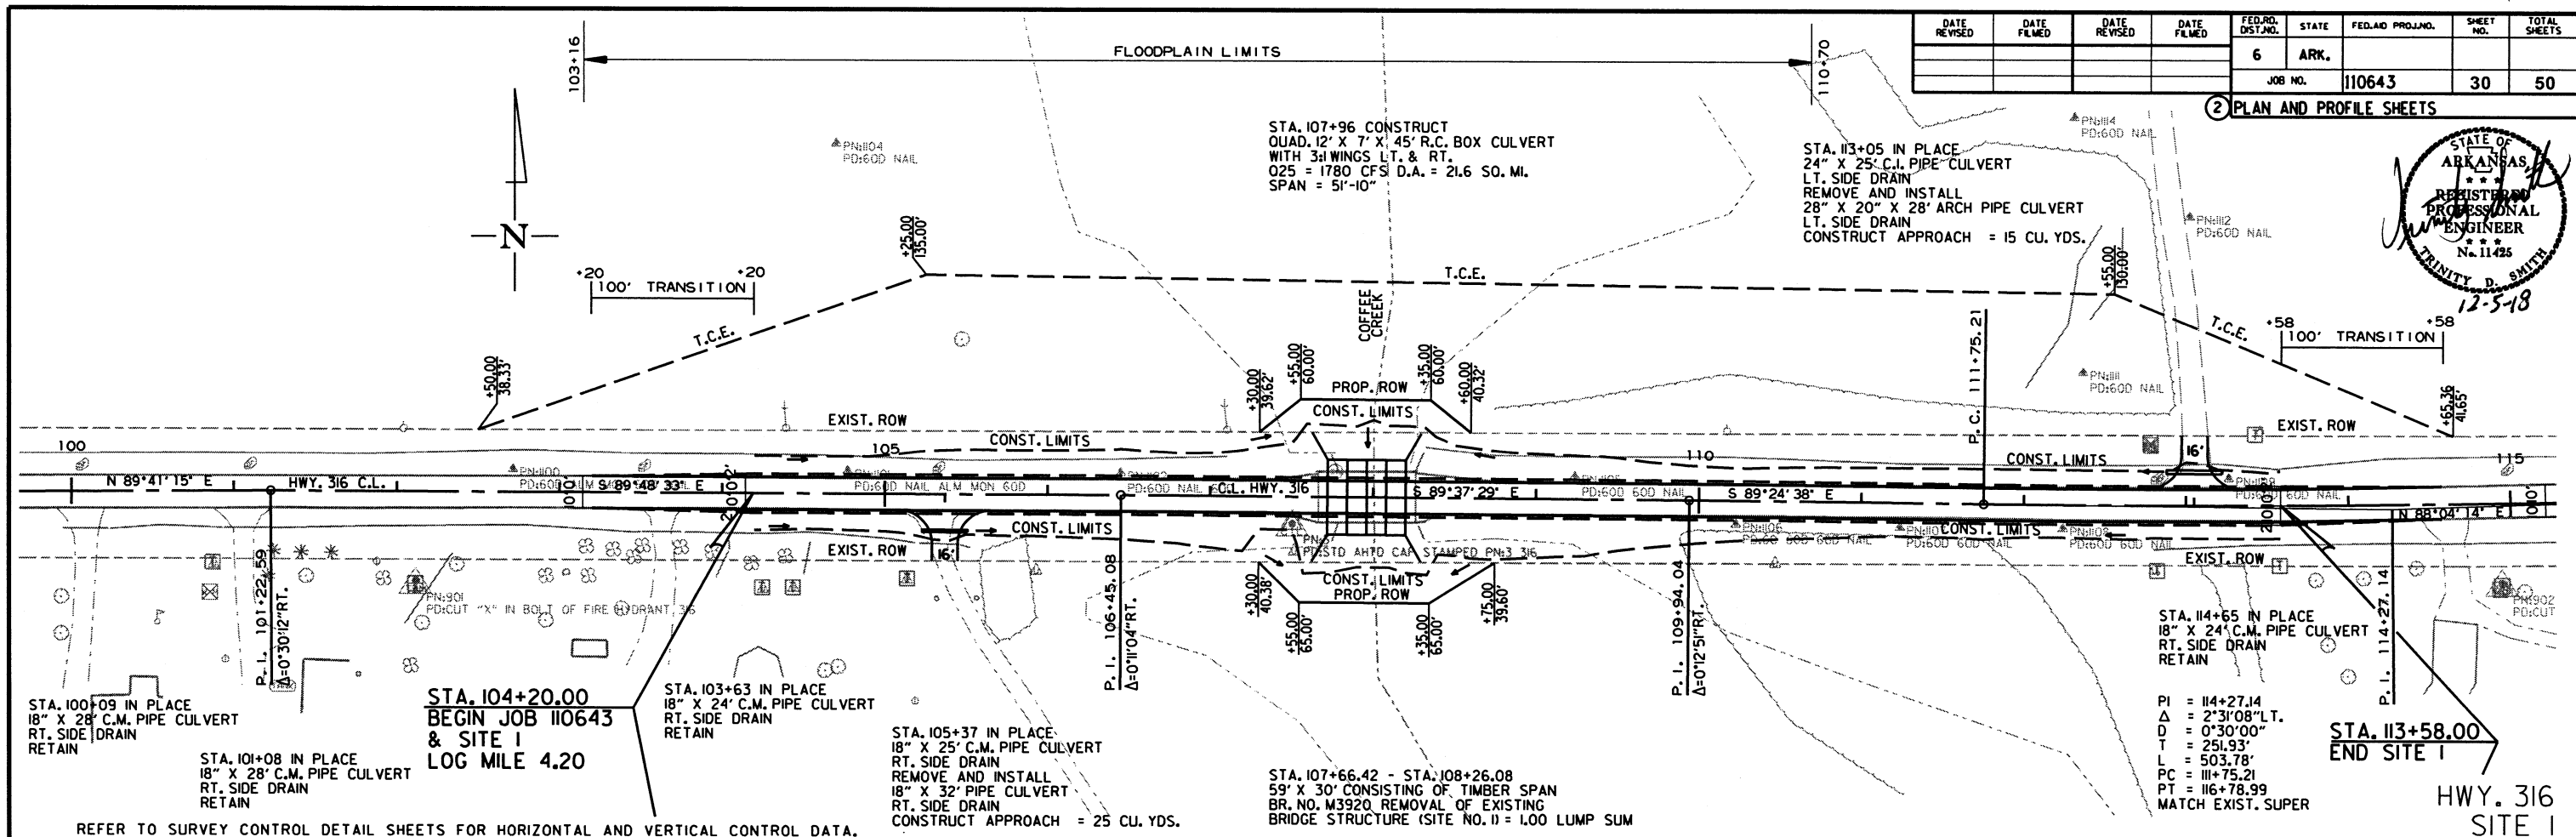 DATE REVISED
DATE FILMED
DATE REVISED
DATE FILMED
FED.RD. DIST.NO.
STATE
FED.AID PROJ.NO.
SHEET NO.
TOTAL SHEETS
6
ARK.
JOB NO.
110643
30
50
2 PLAN AND PROFILE SHEETS
103+16
FLOODPLAIN LIMITS
110+70
STATE OF
ARKANSAS
REGISTERED
PROFESSIONAL
ENGINEER
No. 11425
TRINITY D. SMITH
12-5-18
PN:1104
PD:60D NAIL
PN:1114
PD:60D NAIL
PN:1112
PD:60D NAIL
PN:1111
PD:60D NAIL
STA. 107+96 CONSTRUCT
QUAD. 12' X 7' X 45' R.C. BOX CULVERT
WITH 3:1 WINGS LT. & RT.
Q25 = 1780 CFS D.A. = 21.6 SQ. MI.
SPAN = 51'-10"
STA. 113+05 IN PLACE
24" X 25' C.I. PIPE CULVERT
LT. SIDE DRAIN
REMOVE AND INSTALL
28" X 20" X 28' ARCH PIPE CULVERT
LT. SIDE DRAIN
CONSTRUCT APPROACH = 15 CU. YDS.
N
+20
+20
100' TRANSITION
+25.00
135.00'
T.C.E.
T.C.E.
+55.00
130.00'
T.C.E.
+58
+58
100' TRANSITION
COFFEE
CREEK
+50.00
38.33'
+30.00
39.62'
+55.00
60.00'
+35.00
60.00'
+60.00
40.32'
+65.36
41.65'
P.C. 111+75.21
PROP. ROW
CONST. LIMITS
EXIST. ROW
EXIST. ROW
CONST. LIMITS
CONST. LIMITS
100
105
110
115
16'
N 89°41'15" E
HWY. 316 C.L.
S 89°48'33" E
C.L. HWY. 316
S 89°37'29" E
S 89°24'38" E
N 88°04'14" E
PN:1100
PD:60D NAIL ALM MON 60D
PD:60D NAIL
PD:60D 60D NAIL
PN:1106
16'
CONST. LIMITS
CONST. LIMITS
EXIST. ROW
EXIST. ROW
PD:STD AHTD CAP STAMPED PN:3 316
CONST. LIMITS
PROP. ROW
+30.00
40.38'
+55.00
65.00'
+35.00
65.00'
+75.00
39.60'
P.I. 101+22.59
Δ=0°30'12"RT.
P.I. 106+45.08
Δ=0°11'04"RT.
P.I. 109+94.04
Δ=0°12'51"RT.
P.I. 114+27.14
PN:901
PD:CUT "X" IN BOLT OF FIRE HYDRANT 316
PN:902
PD:CUT
STA. 100+09 IN PLACE
18" X 28' C.M. PIPE CULVERT
RT. SIDE DRAIN
RETAIN
STA. 101+08 IN PLACE
18" X 28' C.M. PIPE CULVERT
RT. SIDE DRAIN
RETAIN
STA. 104+20.00
BEGIN JOB 110643
& SITE 1
LOG MILE 4.20
STA. 103+63 IN PLACE
18" X 24' C.M. PIPE CULVERT
RT. SIDE DRAIN
RETAIN
STA. 105+37 IN PLACE
18" X 25' C.M. PIPE CULVERT
RT. SIDE DRAIN
REMOVE AND INSTALL
18" X 32' PIPE CULVERT
RT. SIDE DRAIN
CONSTRUCT APPROACH = 25 CU. YDS.
STA. 107+66.42 - STA. 108+26.08
59' X 30' CONSISTING OF TIMBER SPAN
BR. NO. M3920 REMOVAL OF EXISTING
BRIDGE STRUCTURE (SITE NO. 1) = 1.00 LUMP SUM
STA. 114+65 IN PLACE
18" X 24' C.M. PIPE CULVERT
RT. SIDE DRAIN
RETAIN
PI = 114+27.14
Δ = 2°31'08"LT.
D = 0°30'00"
T = 251.93'
L = 503.78'
PC = 111+75.21
PT = 116+78.99
MATCH EXIST. SUPER
STA. 113+58.00
END SITE 1
HWY. 316
SITE 1
REFER TO SURVEY CONTROL DETAIL SHEETS FOR HORIZONTAL AND VERTICAL CONTROL DATA.